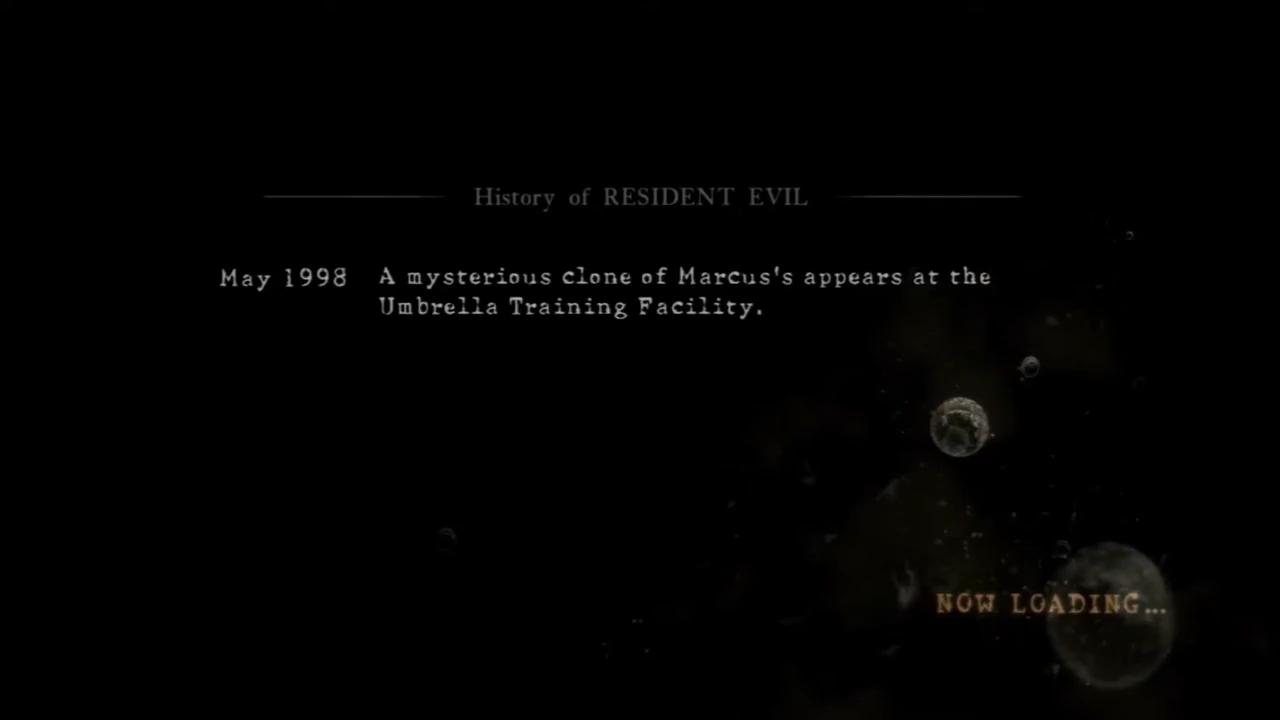 History of RESIDENT EVIL
May 1998 A mysterious clone of Marcus's appears at the
Umbrella Training Facility.
NOW LOADING...